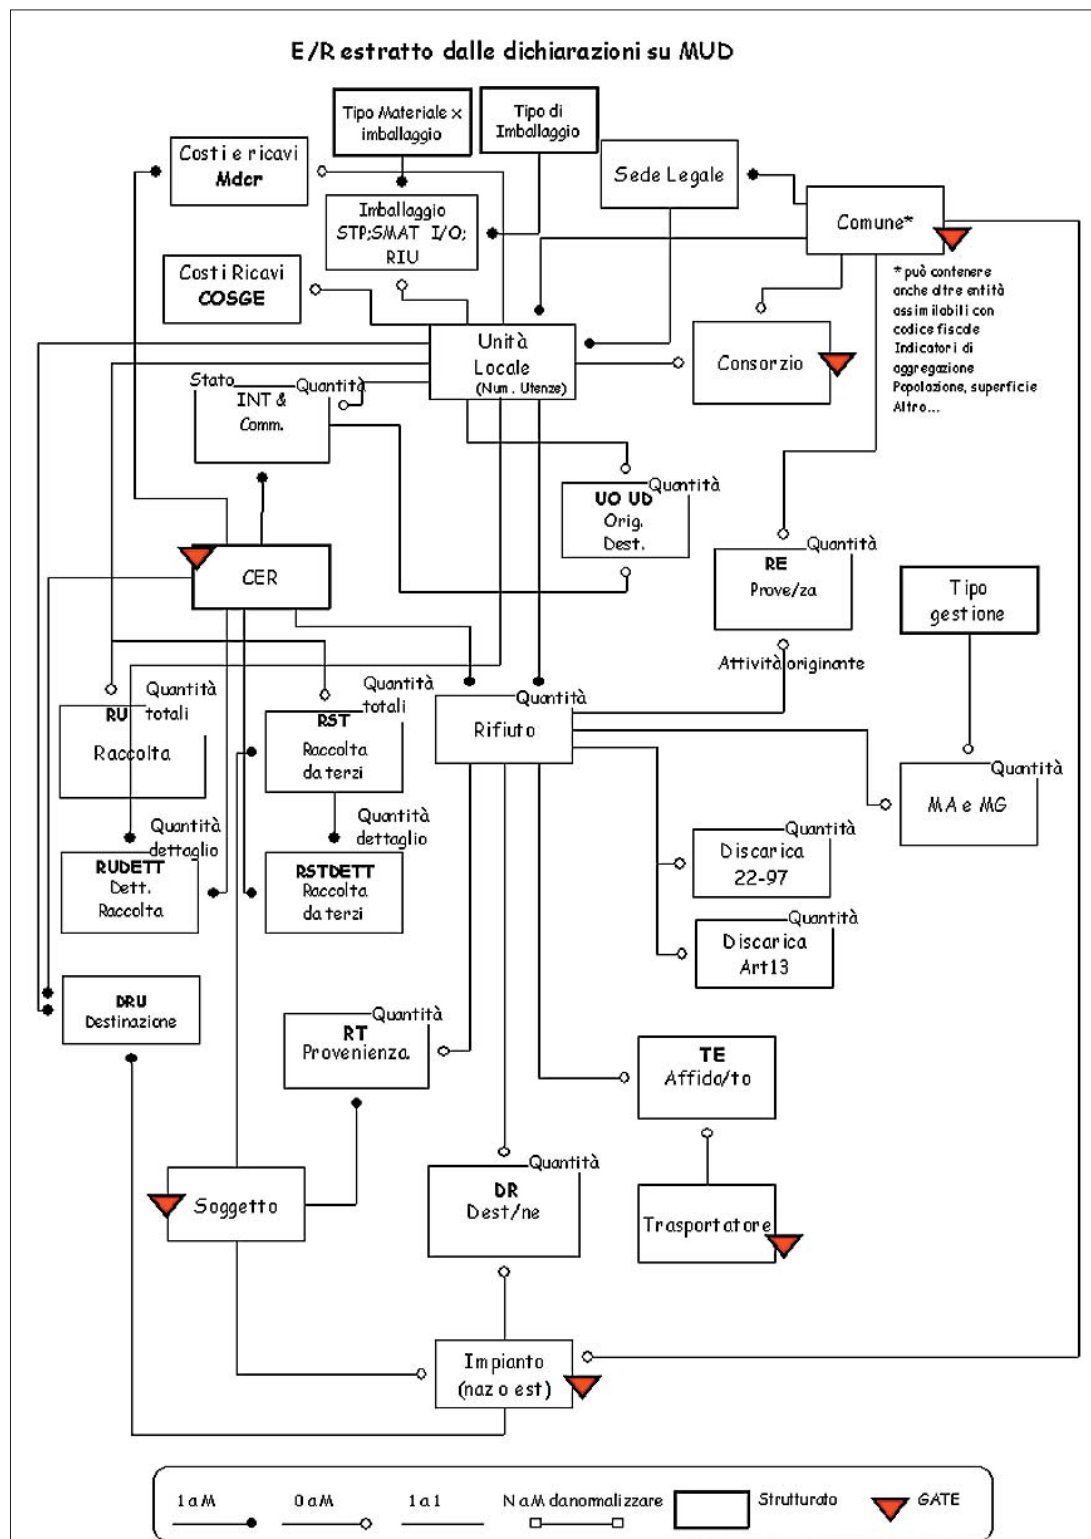 E/R estratto dalle dichiarazioni su MUD
Tipo Materiale x
imballaggio
Tipo di
Imballaggio
Costi e ricavi
Mdcr
Sede Legale
Imballaggio
STP;SMAT I/O;
RIU
Comune*
Costi Ricavi
COSGE
* può contenere
anche altre entità
assimilabili con
codice fiscale
Indicatori di
aggregazione
Popolazione, superficie
Altro...
Unità
Locale
(Num. Utenze)
Consorzio
Stato
Quantità
INT &
Comm.
Quantità
UO UD
Orig.
Dest.
Quantità
RE
Prove/za
CER
Tipo
gestione
Attività originante
Quantità
totali
RU
Raccolta
Quantità
totali
RST
Raccolta
da terzi
Quantità
Rifiuto
Quantità
MA e MG
Quantità
dettaglio
RUDETT
Dett.
Raccolta
Quantità
dettaglio
RSTDETT
Raccolta
da terzi
Quantità
Discarica
22-97
Quantità
Discarica
Art13
DRU
Destinazione
Quantità
RT
Provenienza
TE
Affida/to
Soggetto
Quantità
DR
Dest/ne
Trasportatore
Impianto
(naz o est)
1 a M
0 a M
1 a 1
N a M da normalizzare
Strutturato
GATE